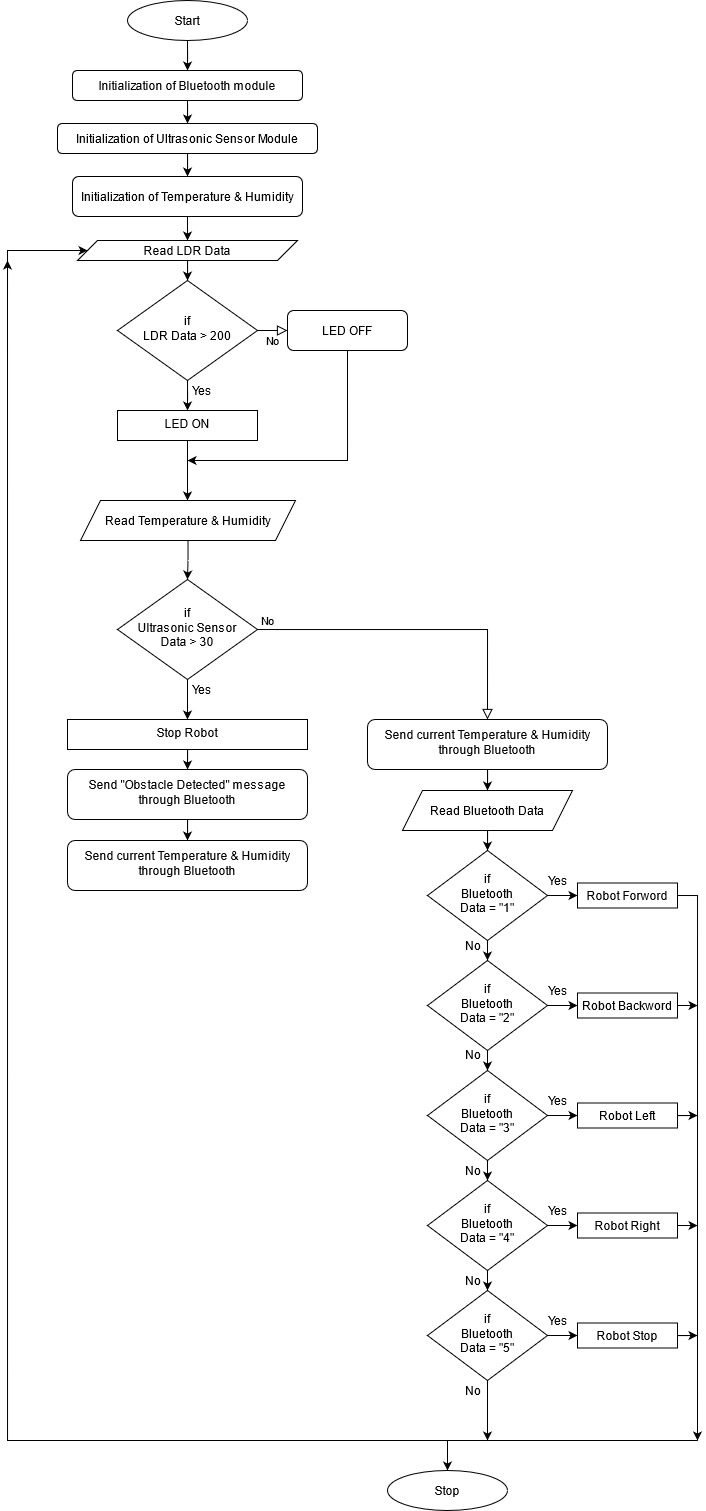 Start
Initialization of Bluetooth module
Initialization of Ultrasonic Sensor Module
Initialization of Temperature & Humidity
Read LDR Data
if
LDR Data > 200
No
LED OFF
Yes
LED ON
Read Temperature & Humidity
if
Ultrasonic Sensor
Data > 30
No
Yes
Stop Robot
Send "Obstacle Detected" message
through Bluetooth
Send current Temperature & Humidity
through Bluetooth
Send current Temperature & Humidity
through Bluetooth
Read Bluetooth Data
if
Bluetooth
Data = "1"
Yes
Robot Forword
No
if
Bluetooth
Data = "2"
Yes
Robot Backword
No
if
Bluetooth
Data = "3"
Yes
Robot Left
No
if
Bluetooth
Data = "4"
Yes
Robot Right
No
if
Bluetooth
Data = "5"
Yes
Robot Stop
No
Stop